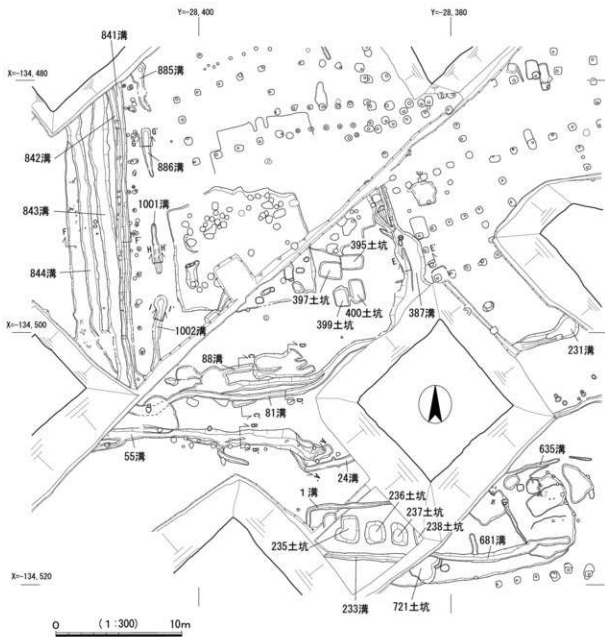 Y=-28,400
Y=-28,380
841溝
885溝
X=-134,480
842溝
886溝
G'
843溝
1001溝
F
F'
H
H'
844溝
395土坑
E
E'
397土坑
400土坑
399土坑
387溝
X=-134,500
1002溝
231溝
88溝
81溝
55溝
24溝
635溝
1溝
236土坑
237土坑
238土坑
235土坑
681溝
X=-134,520
233溝
721土坑
0
(1:300)
10m